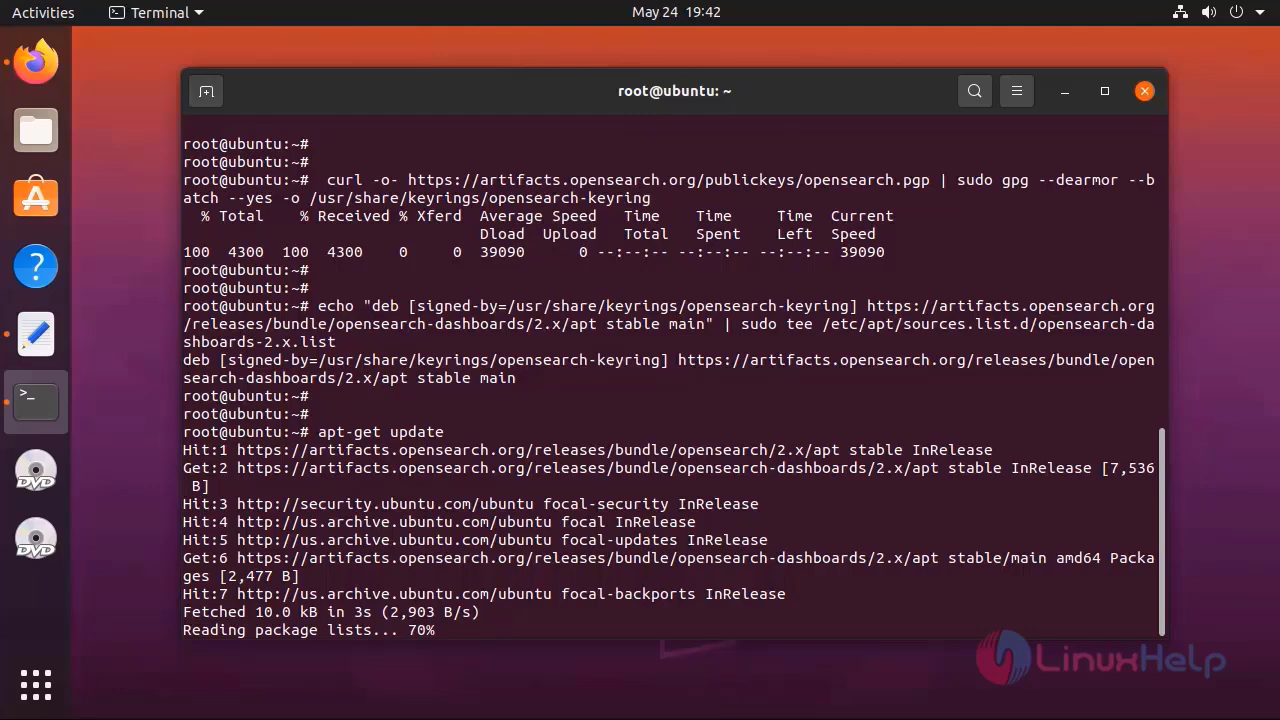 Activities Terminal May 24 19:42
root@ubuntu: ~
root@ubuntu:~#
root@ubuntu:~#
root@ubuntu:~#  curl -o- https://artifacts.opensearch.org/publickeys/opensearch.pgp | sudo gpg --dearmor --b
atch --yes -o /usr/share/keyrings/opensearch-keyring
  % Total    % Received % Xferd  Average Speed   Time    Time     Time  Current
                                 Dload  Upload   Total   Spent    Left  Speed
100  4300  100  4300    0     0  39090      0 --:--:-- --:--:-- --:--:-- 39090
root@ubuntu:~#
root@ubuntu:~#
root@ubuntu:~# echo "deb [signed-by=/usr/share/keyrings/opensearch-keyring] https://artifacts.opensearch.org
/releases/bundle/opensearch-dashboards/2.x/apt stable main" | sudo tee /etc/apt/sources.list.d/opensearch-da
shboards-2.x.list
deb [signed-by=/usr/share/keyrings/opensearch-keyring] https://artifacts.opensearch.org/releases/bundle/open
search-dashboards/2.x/apt stable main
root@ubuntu:~#
root@ubuntu:~#
root@ubuntu:~# apt-get update
Hit:1 https://artifacts.opensearch.org/releases/bundle/opensearch/2.x/apt stable InRelease
Get:2 https://artifacts.opensearch.org/releases/bundle/opensearch-dashboards/2.x/apt stable InRelease [7,536
 B]
Hit:3 http://security.ubuntu.com/ubuntu focal-security InRelease
Hit:4 http://us.archive.ubuntu.com/ubuntu focal InRelease
Hit:5 http://us.archive.ubuntu.com/ubuntu focal-updates InRelease
Get:6 https://artifacts.opensearch.org/releases/bundle/opensearch-dashboards/2.x/apt stable/main amd64 Packa
ges [2,477 B]
Hit:7 http://us.archive.ubuntu.com/ubuntu focal-backports InRelease
Fetched 10.0 kB in 3s (2,903 B/s)
Reading package lists... 70%
LinuxHelp
DVD
DVD